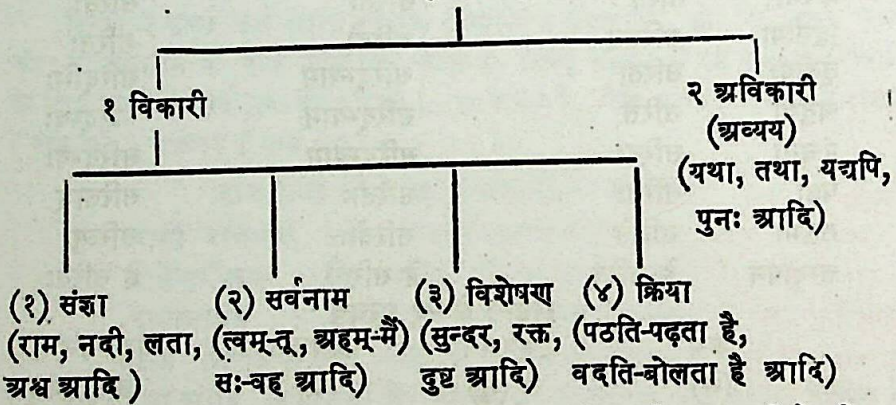 १ विकारी
२ अविकारी
(अव्यय)
(यथा, तथा, यद्यपि,
पुनः आदि)
(१) संज्ञा (२) सर्वनाम (३) विशेषण (४) क्रिया
(राम, नदी, लता, (त्वम्-तू, अहम्-मैं) (सुन्दर, रक्त, (पठति-पढ़ता है,
अश्व आदि) सः-वह आदि) दुष्ट आदि) वदति-बोलता है आदि)